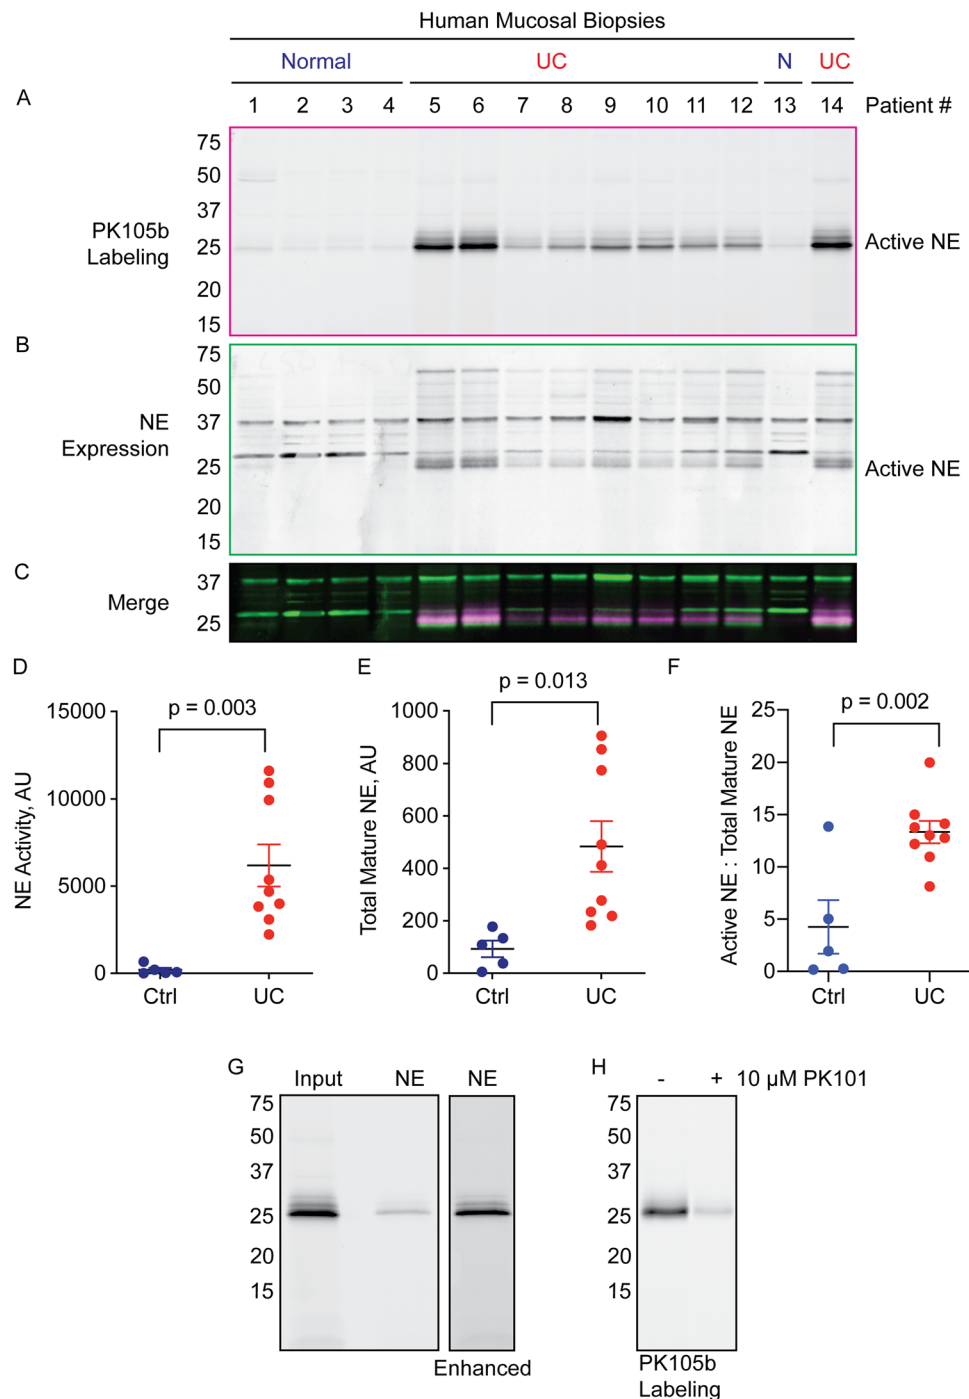 Human Mucosal Biopsies
Normal UC N UC
A
1 2 3 4 5 6 7 8 9 10 11 12 13 14 Patient #
75
50
37
25
20
15
PK105b
Labeling
Active NE
B
75
50
37
25
20
15
NE
Expression
Active NE
C
37
25
Merge
D
p = 0.003
NE Activity, AU
15000
10000
5000
0
Ctrl UC
E
p = 0.013
Total Mature NE, AU
1000
800
600
400
200
0
Ctrl UC
F
p = 0.002
Active NE : Total Mature NE
25
20
15
10
5
0
Ctrl UC
G
Input NE NE
75
50
37
25
20
15
Enhanced
H
- + 10 µM PK101
75
50
37
25
20
15
PK105b
Labeling